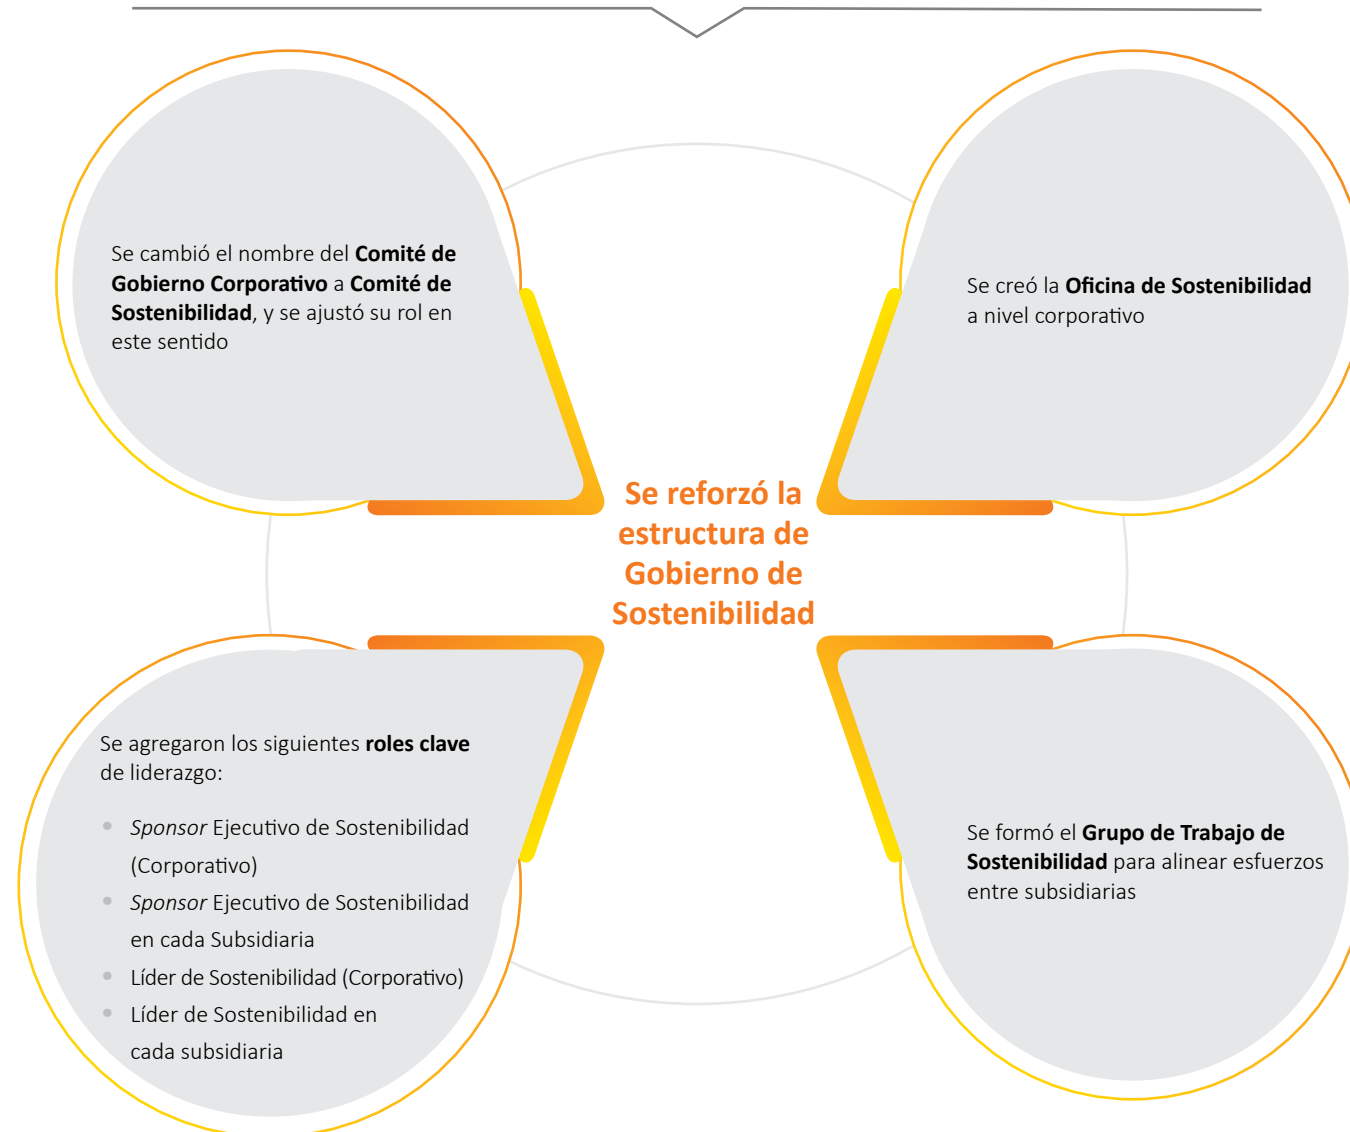 Se cambió el nombre del Comité de
Gobierno Corporativo a Comité de
Sostenibilidad, y se ajustó su rol en
este sentido
Se creó la Oficina de Sostenibilidad
a nivel corporativo
Se reforzó la
estructura de
Gobierno de
Sostenibilidad
Se agregaron los siguientes roles clave
de liderazgo:
• Sponsor Ejecutivo de Sostenibilidad
(Corporativo)
• Sponsor Ejecutivo de Sostenibilidad
en cada Subsidiaria
• Líder de Sostenibilidad (Corporativo)
• Líder de Sostenibilidad en
cada subsidiaria
Se formó el Grupo de Trabajo de
Sostenibilidad para alinear esfuerzos
entre subsidiarias